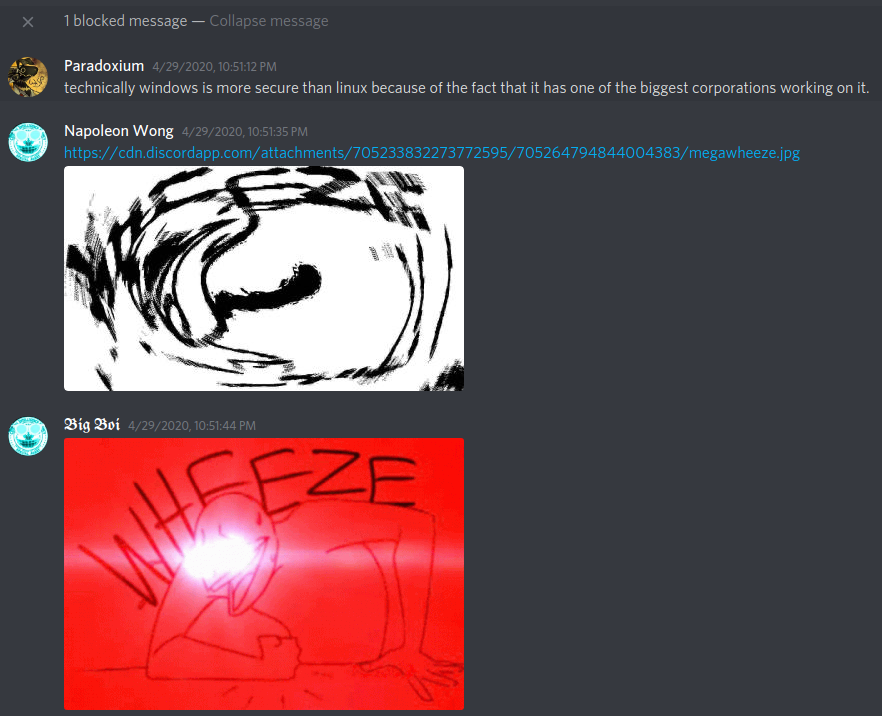 1 blocked message — Collapse message
Paradoxium 4/29/2020, 10:51:12 PM
technically windows is more secure than linux because of the fact that it has one of the biggest corporations working on it.
Napoleon Wong 4/29/2020, 10:51:35 PM
https://cdn.discordapp.com/attachments/705233832273772595/705264794844004383/megawheeze.jpg
WHEEZE
𝕭𝖎𝖌 𝕭𝖔𝖎 4/29/2020, 10:51:44 PM
WHEEZE